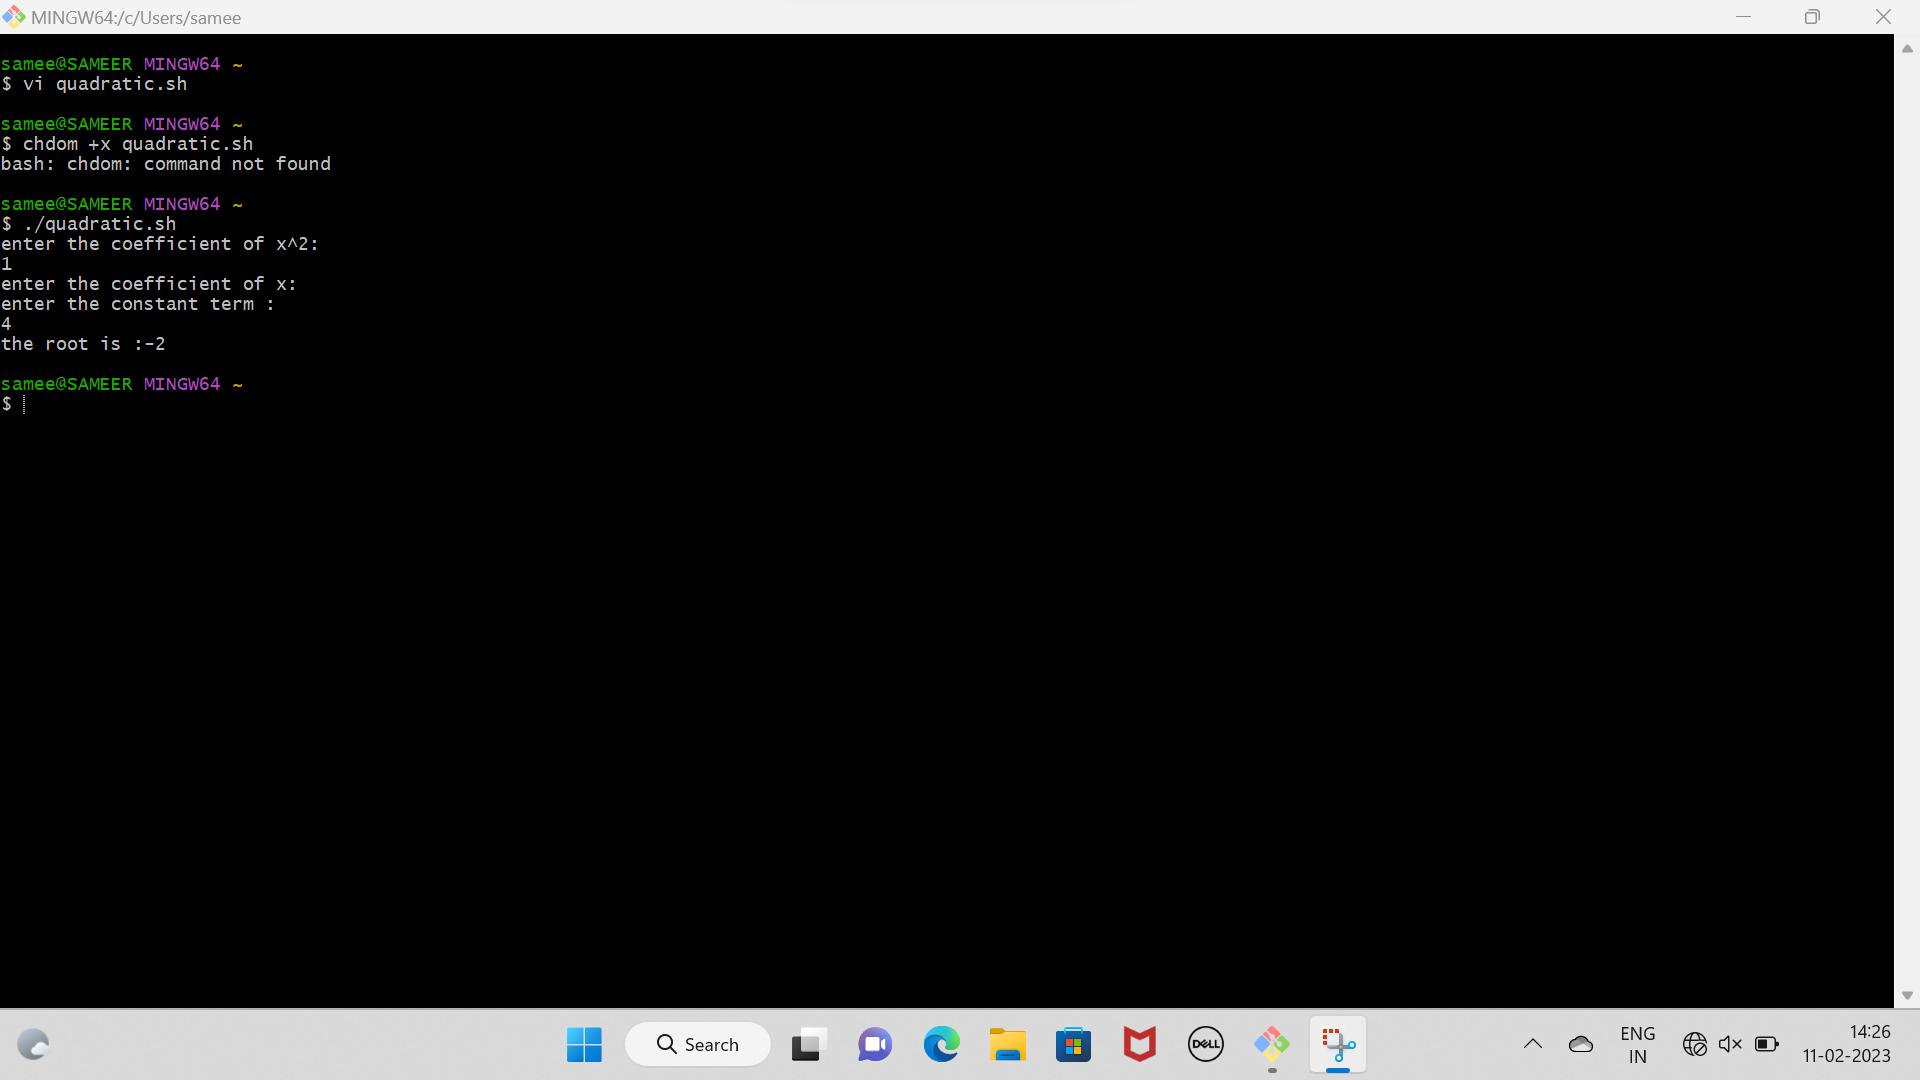 MINGW64:/c/Users/samee
samee@SAMEER MINGW64 ~
$ vi quadratic.sh
samee@SAMEER MINGW64 ~
$ chdom +x quadratic.sh
bash: chdom: command not found
samee@SAMEER MINGW64 ~
$ ./quadratic.sh
enter the coefficient of x^2:
1
enter the coefficient of x:
enter the constant term :
4
the root is :-2
samee@SAMEER MINGW64 ~
$
Search
DELL
ENG
IN
14:26
11-02-2023